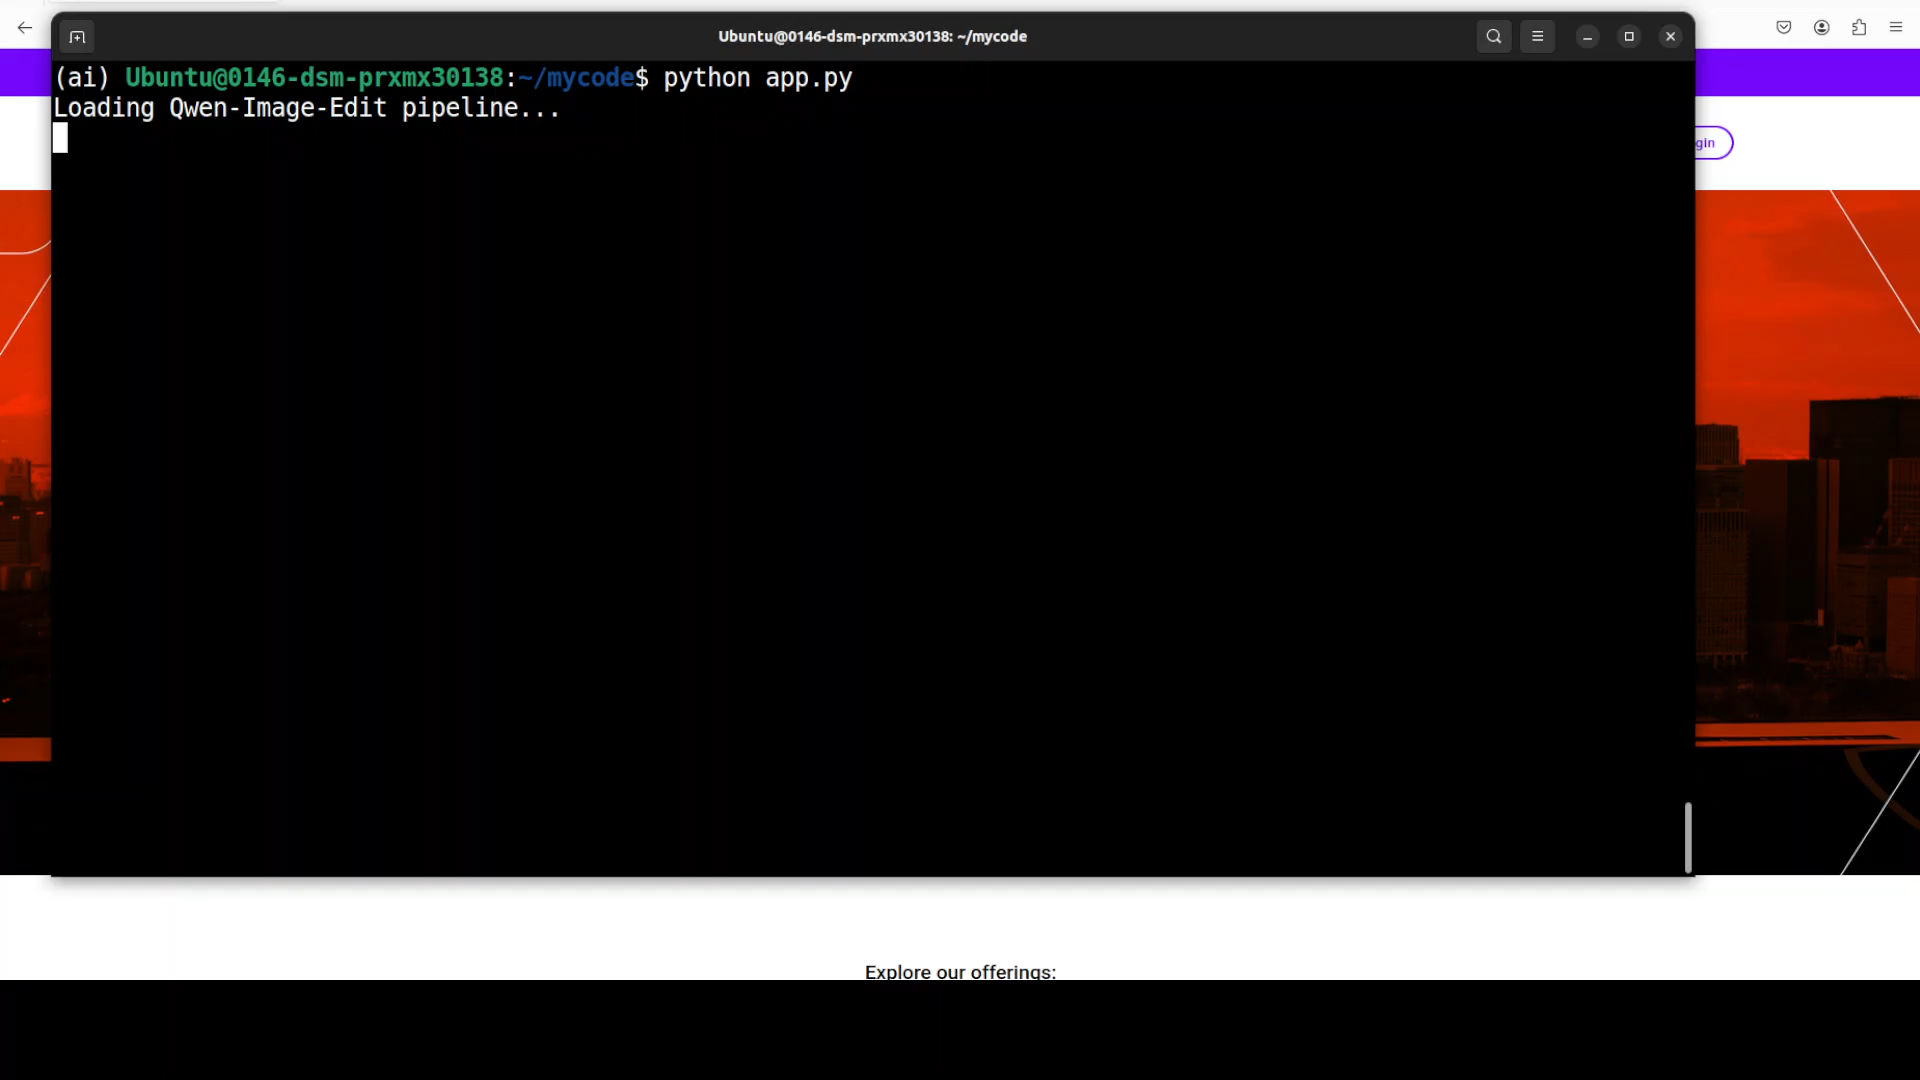 Ubuntu@0146-dsm-prxmx30138: ~/mycode
(ai) Ubuntu@0146-dsm-prxmx30138:~/mycode$ python app.py
Loading Qwen-Image-Edit pipeline...
gin
Explore our offerings: